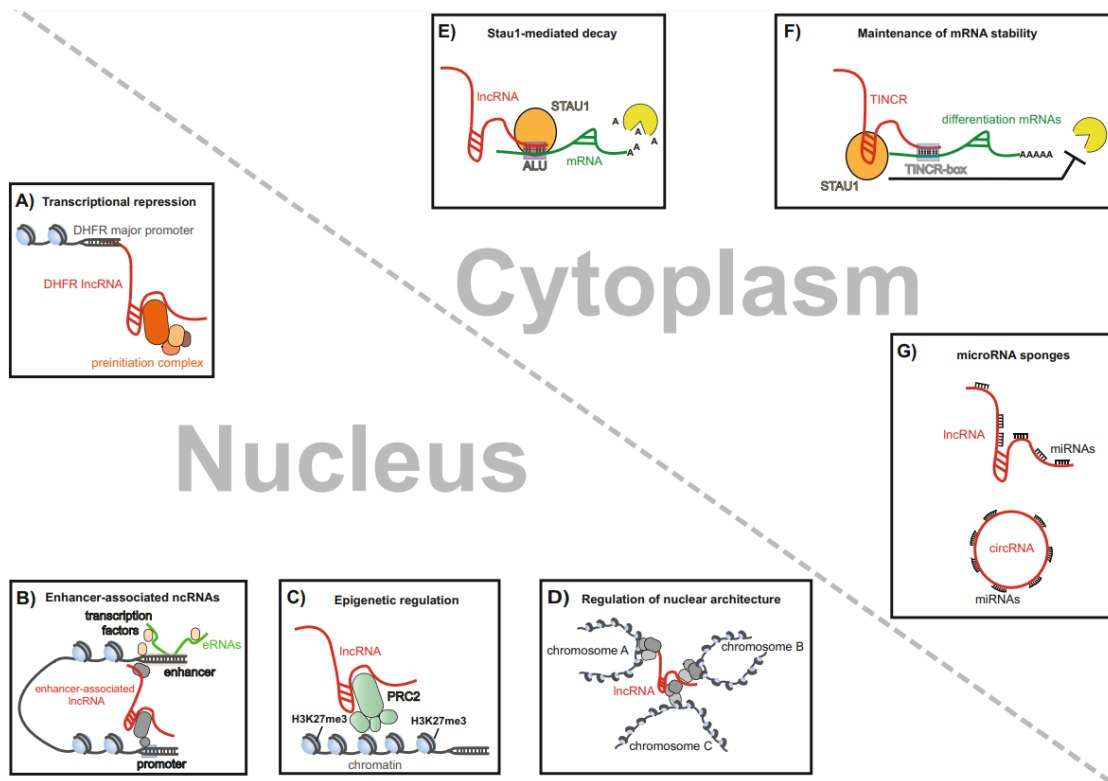 E) Stau1-mediated decay
lncRNA
STAU1
A
A
A
A
AA
mRNA
ALU
F) Maintenance of mRNA stability
TINCR
differentiation mRNAs
AAAAA
TINCR-box
STAU1
A) Transcriptional repression
DHFR major promoter
DHFR lncRNA
preinitiation complex
Cytoplasm
Nucleus
G) microRNA sponges
lncRNA
miRNAs
circRNA
miRNAs
B) Enhancer-associated ncRNAs
transcription
factors
eRNAs
enhancer
enhancer-associated
lncRNA
promoter
C) Epigenetic regulation
lncRNA
PRC2
H3K27me3 H3K27me3
chromatin
D) Regulation of nuclear architecture
chromosome A
chromosome B
lncRNA
chromosome C